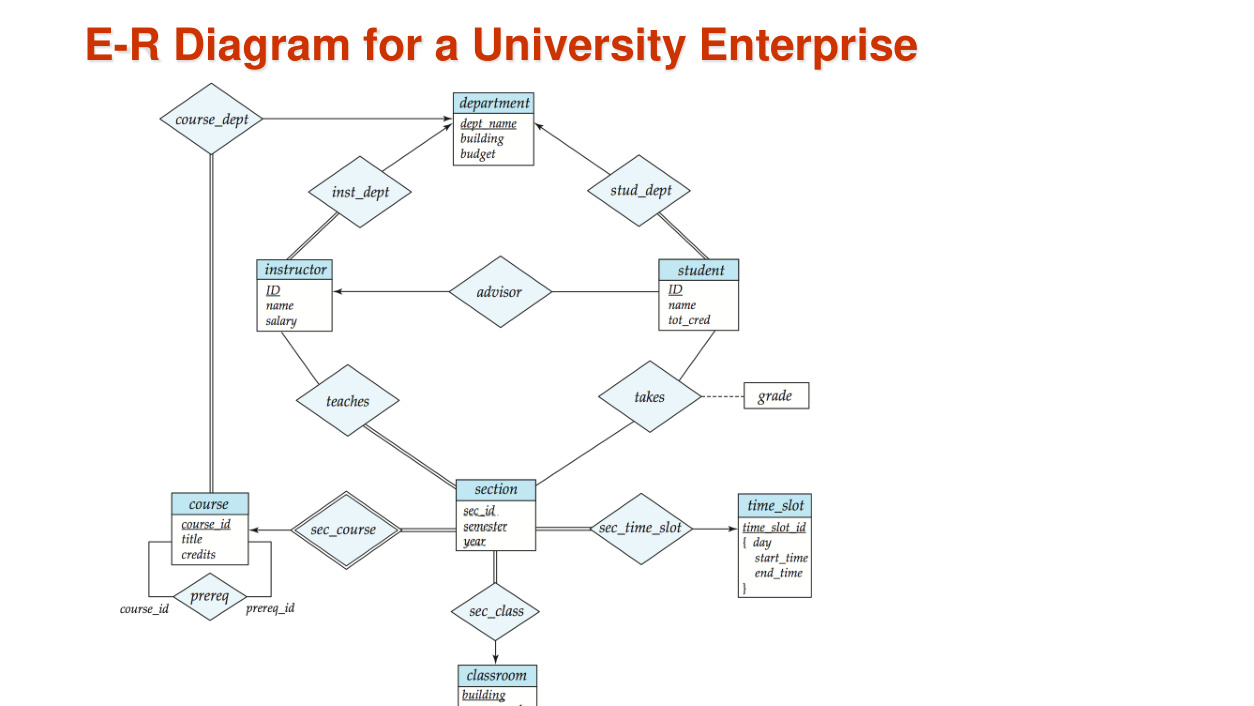 E-R Diagram for a University Enterprise
course_dept
department
dept_name
building
budget
inst_dept
stud_dept
instructor
ID
name
salary
advisor
student
ID
name
tot_cred
teaches
takes
grade
course
course_id
title
credits
sec_course
section
sec_id
semester
year
sec_time_slot
time_slot
time_slot_id
{ day
start_time
end_time
}
prereq
course_id
prereq_id
sec_class
classroom
building